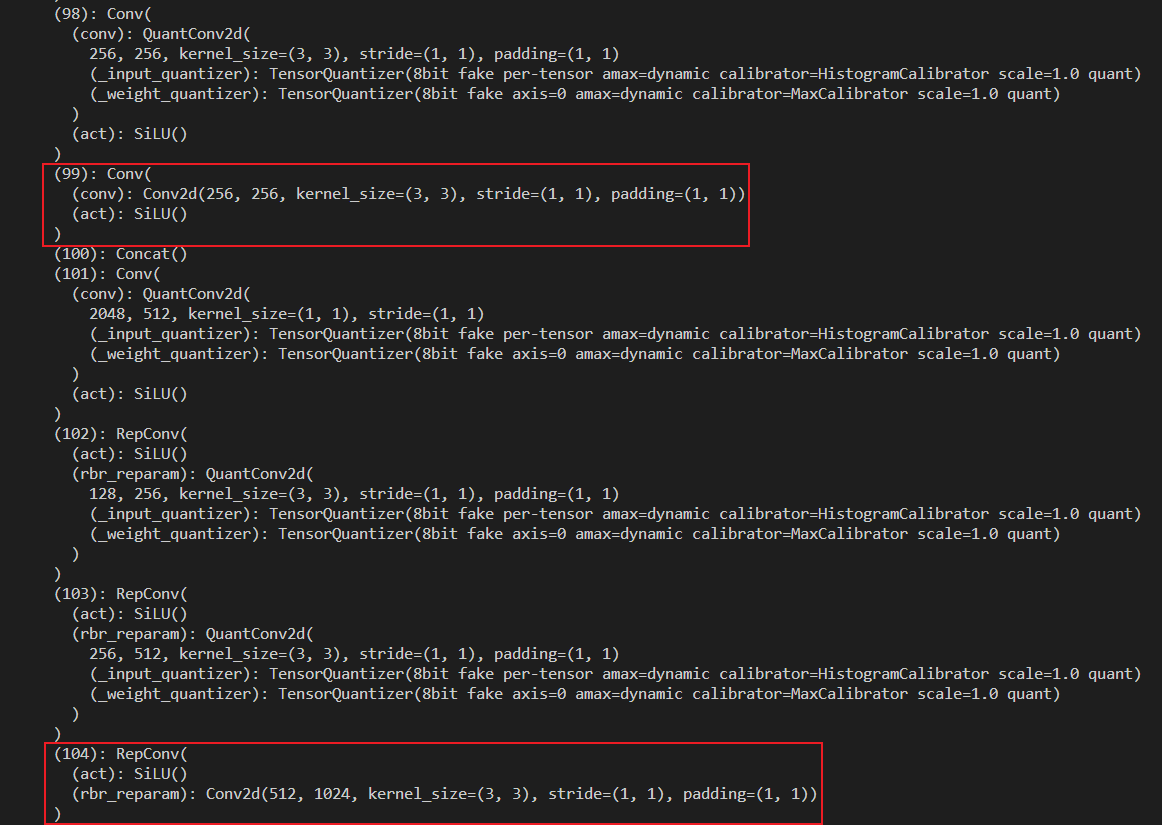 (98): Conv(
(conv): QuantConv2d(
256, 256, kernel_size=(3, 3), stride=(1, 1), padding=(1, 1)
(_input_quantizer): TensorQuantizer(8bit fake per-tensor amax=dynamic calibrator=HistogramCalibrator scale=1.0 quant)
(_weight_quantizer): TensorQuantizer(8bit fake axis=0 amax=dynamic calibrator=MaxCalibrator scale=1.0 quant)
)
(act): SiLU()
)
(99): Conv(
(conv): Conv2d(256, 256, kernel_size=(3, 3), stride=(1, 1), padding=(1, 1))
(act): SiLU()
)
(100): Concat()
(101): Conv(
(conv): QuantConv2d(
2048, 512, kernel_size=(1, 1), stride=(1, 1)
(_input_quantizer): TensorQuantizer(8bit fake per-tensor amax=dynamic calibrator=HistogramCalibrator scale=1.0 quant)
(_weight_quantizer): TensorQuantizer(8bit fake axis=0 amax=dynamic calibrator=MaxCalibrator scale=1.0 quant)
)
(act): SiLU()
)
(102): RepConv(
(act): SiLU()
(rbr_reparam): QuantConv2d(
128, 256, kernel_size=(3, 3), stride=(1, 1), padding=(1, 1)
(_input_quantizer): TensorQuantizer(8bit fake per-tensor amax=dynamic calibrator=HistogramCalibrator scale=1.0 quant)
(_weight_quantizer): TensorQuantizer(8bit fake axis=0 amax=dynamic calibrator=MaxCalibrator scale=1.0 quant)
)
)
(103): RepConv(
(act): SiLU()
(rbr_reparam): QuantConv2d(
256, 512, kernel_size=(3, 3), stride=(1, 1), padding=(1, 1)
(_input_quantizer): TensorQuantizer(8bit fake per-tensor amax=dynamic calibrator=HistogramCalibrator scale=1.0 quant)
(_weight_quantizer): TensorQuantizer(8bit fake axis=0 amax=dynamic calibrator=MaxCalibrator scale=1.0 quant)
)
)
(104): RepConv(
(act): SiLU()
(rbr_reparam): Conv2d(512, 1024, kernel_size=(3, 3), stride=(1, 1), padding=(1, 1))
)